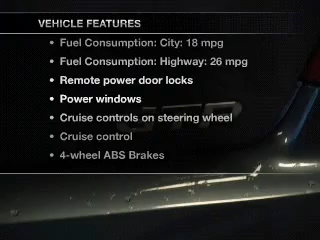 VEHICLE FEATURES
• Fuel Consumption: City: 18 mpg
• Fuel Consumption: Highway: 26 mpg
• Remote power door locks
• Power windows
• Cruise controls on steering wheel
• Cruise control
• 4-wheel ABS Brakes
GTP